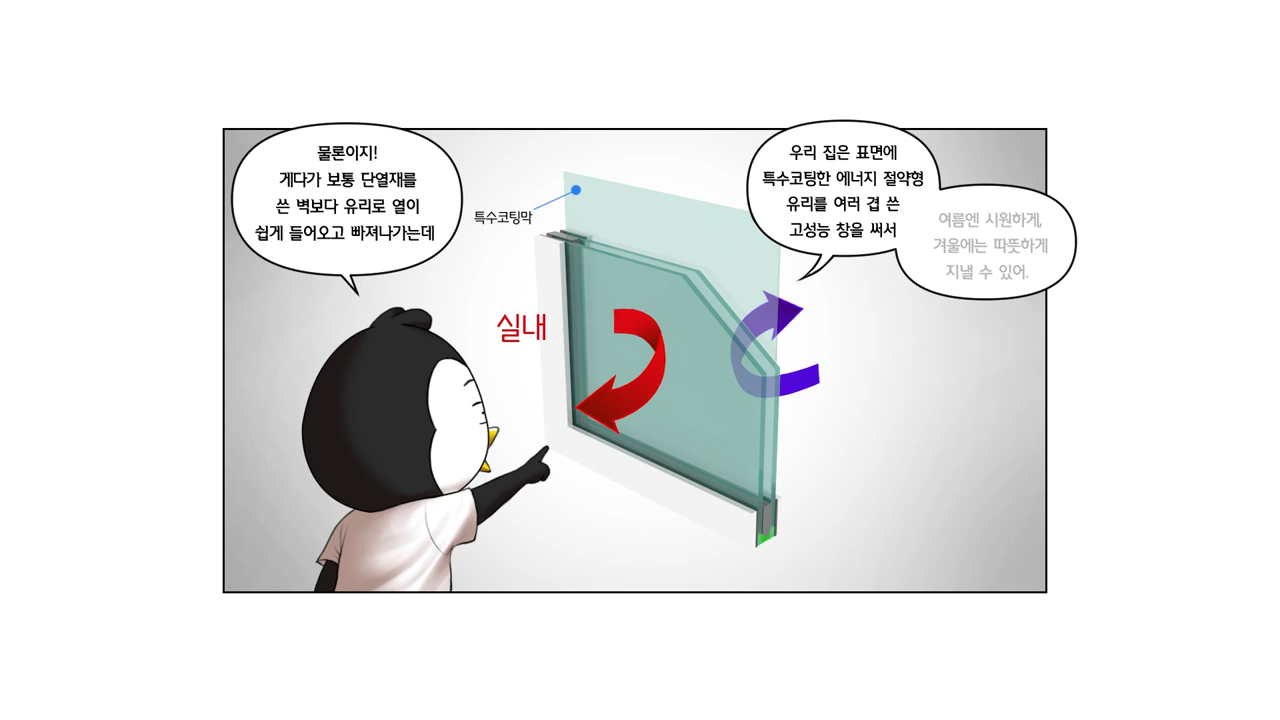 물론이지!
게다가 보통 단열재를
쓴 벽보다 유리로 열이
쉽게 들어오고 빠져나가는데
특수코팅막
실내
우리 집은 표면에
특수코팅한 에너지 절약형
유리를 여러 겹 쓴
고성능 창을 써서
여름엔 시원하게,
겨울에는 따뜻하게
지낼 수 있어.